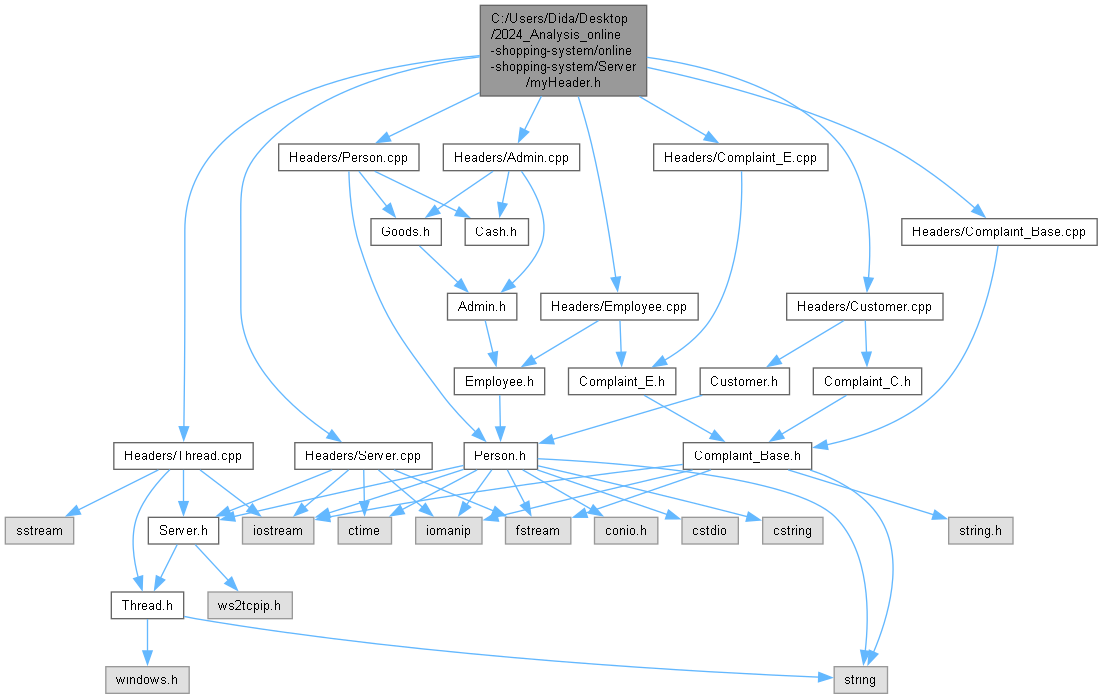 C:/Users/Dida/Desktop
/2024_Analysis_online
-shopping-system/online
-shopping-system/Server
/myHeader.h
Headers/Person.cpp
Headers/Admin.cpp
Headers/Complaint_E.cpp
Goods.h
Cash.h
Headers/Complaint_Base.cpp
Admin.h
Headers/Employee.cpp
Headers/Customer.cpp
Employee.h
Complaint_E.h
Customer.h
Complaint_C.h
Headers/Thread.cpp
Headers/Server.cpp
Person.h
Complaint_Base.h
sstream
Server.h
iostream
ctime
iomanip
fstream
conio.h
cstdio
cstring
string.h
Thread.h
ws2tcpip.h
windows.h
string